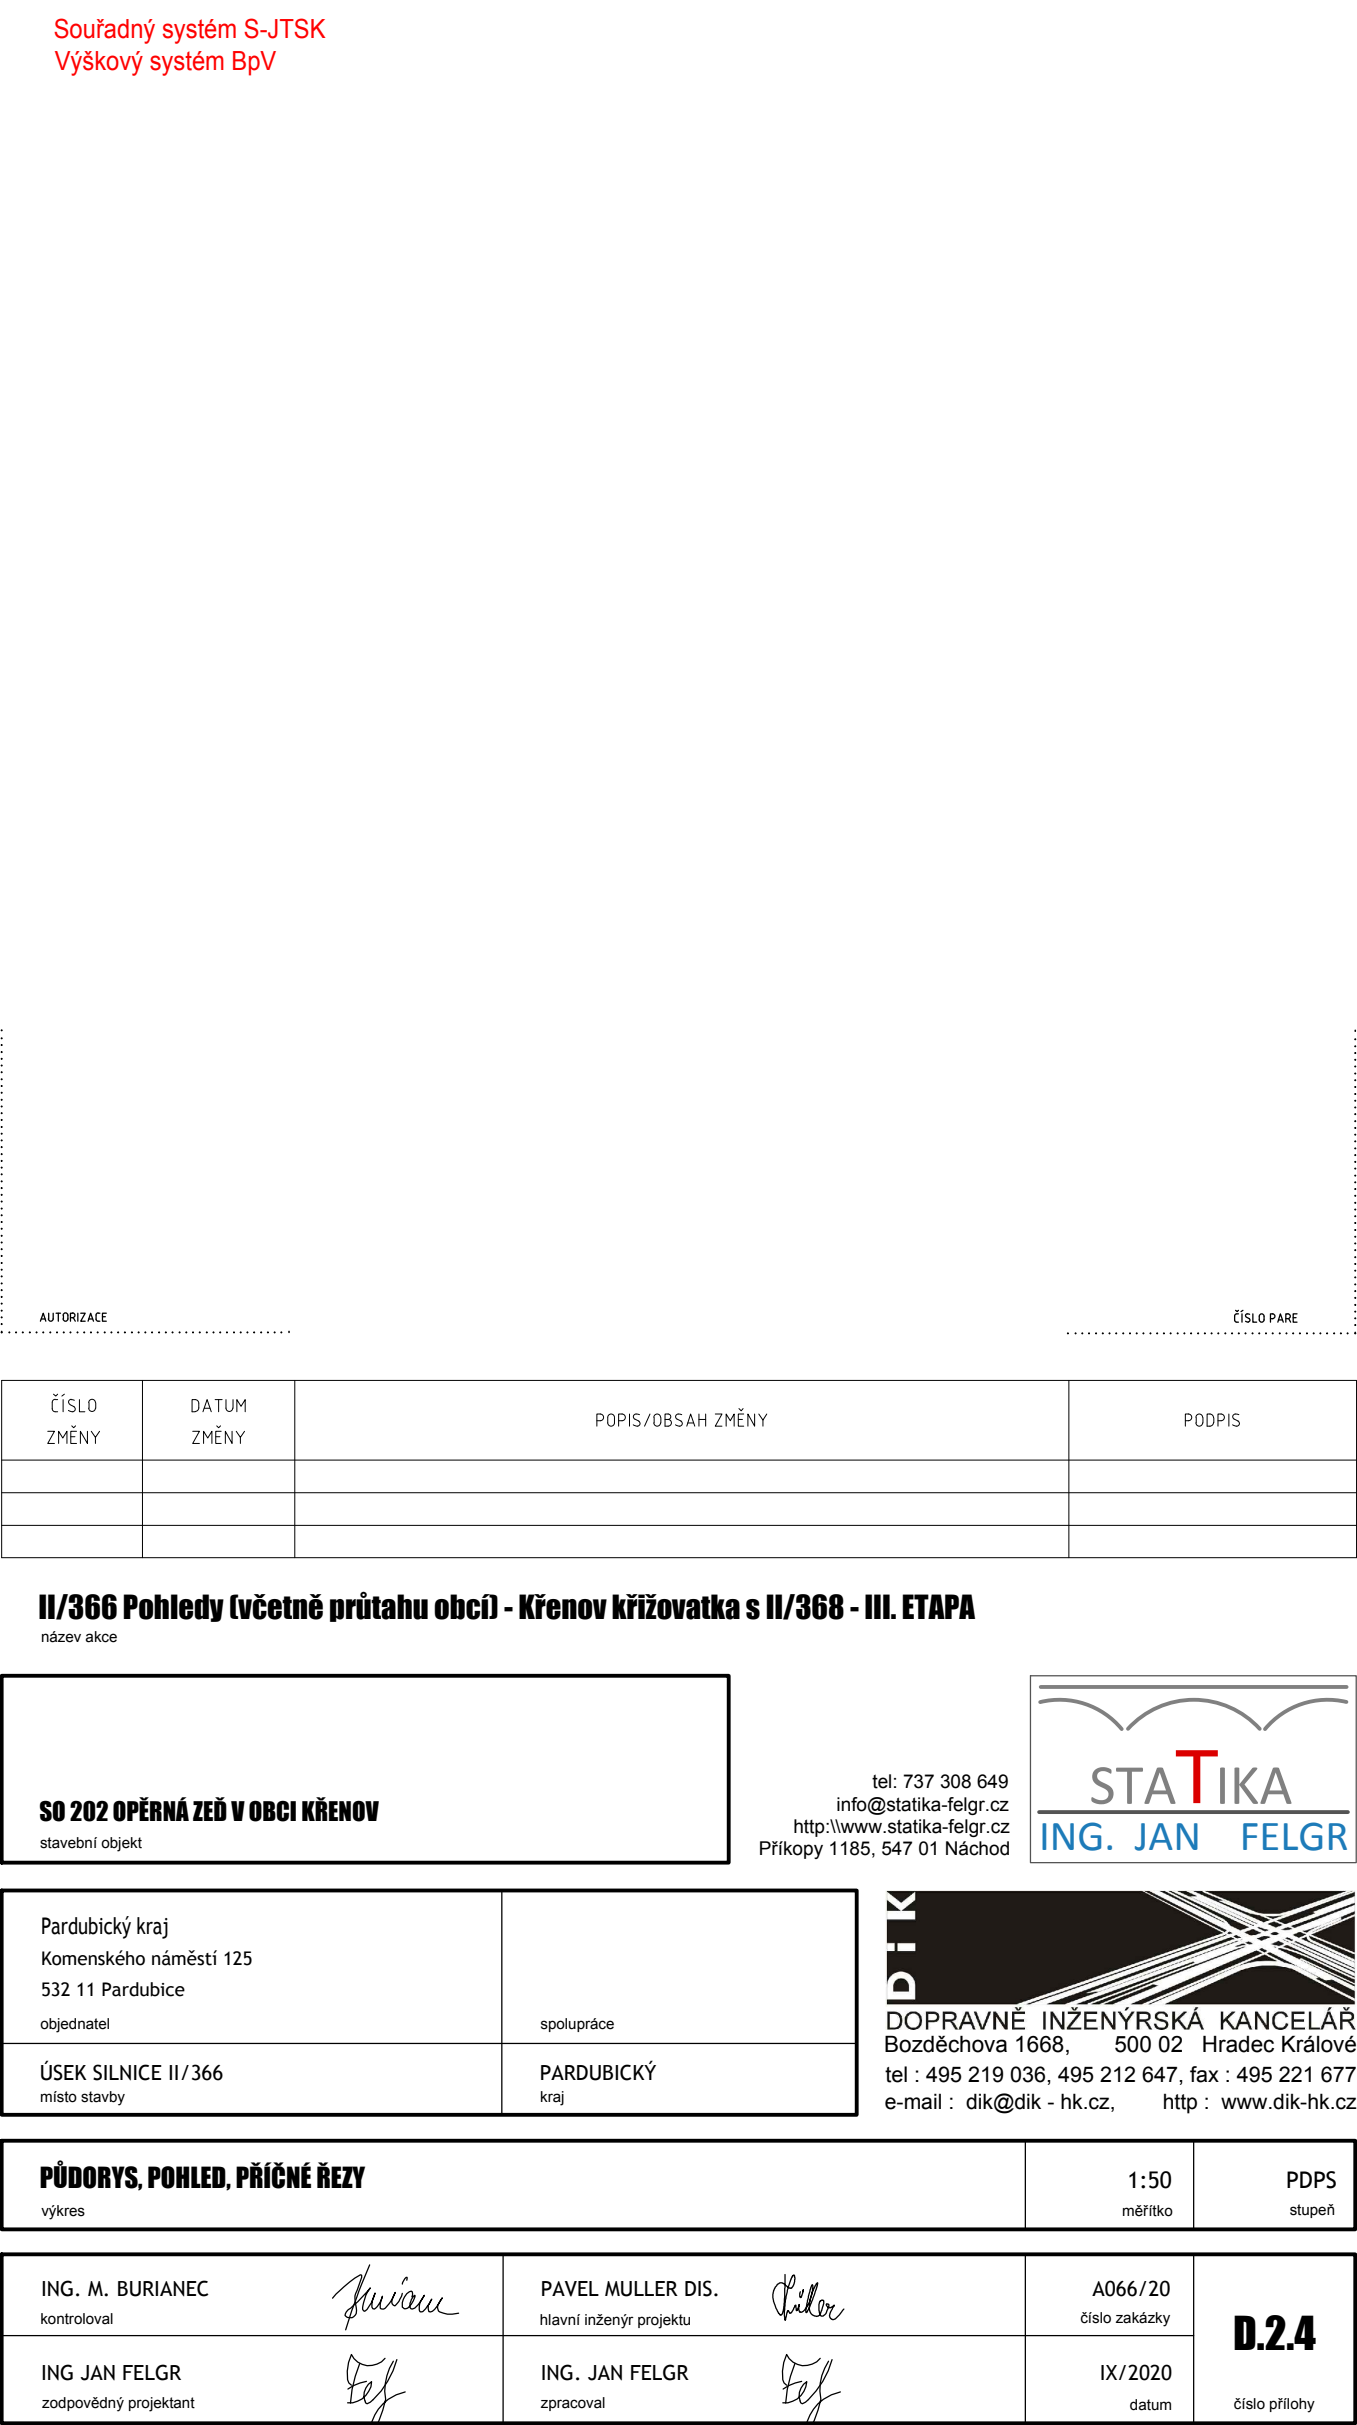 Souřadný systém S-JTSK
Výškový systém BpV
AUTORIZACE
ČÍSLO PARE
ČÍSLO ZMĚNY
DATUM ZMĚNY
POPIS/OBSAH ZMĚNY
PODPIS
II/366 Pohledy (včetně průtahu obcí) - Křenov křižovatka s II/368 - III. ETAPA
název akce
SO 202 OPĚRNÁ ZEĎ V OBCI KŘENOV
stavební objekt
tel: 737 308 649
info@statika-felgr.cz
http:\\www.statika-felgr.cz
Příkopy 1185, 547 01 Náchod
STATIKA
ING. JAN FELGR
Pardubický kraj
Komenského náměstí 125
532 11 Pardubice
objednatel
spolupráce
ÚSEK SILNICE II/366
místo stavby
PARDUBICKÝ
kraj
DiK
DOPRAVNĚ INŽENÝRSKÁ KANCELÁŘ
Bozděchova 1668, 500 02 Hradec Králové
tel : 495 219 036, 495 212 647, fax : 495 221 677
e-mail : dik@dik - hk.cz, http : www.dik-hk.cz
PŮDORYS, POHLED, PŘÍČNÉ ŘEZY
výkres
1:50
měřítko
PDPS
stupeň
ING. M. BURIANEC
kontroloval
PAVEL MULLER DIS.
hlavní inženýr projektu
A066/20
číslo zakázky
ING JAN FELGR
zodpovědný projektant
ING. JAN FELGR
zpracoval
IX/2020
datum
D.2.4
číslo přílohy